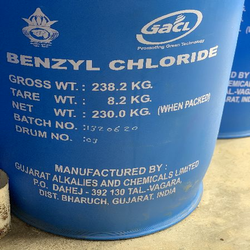 GACL
Promoting Green Technology
BENZYL CHLORIDE
GROSS WT. : 238.2 KG.
TARE WT. : 8.2 KG.
NET WT. : 230.0 KG. (WHEN PACKED)
BATCH NO. : 1320620
DRUM NO. : 03
MANUFACTURED BY :
GUJARAT ALKALIES AND CHEMICALS LIMITED
P.O. DAHEJ - 392 130 TAL.-VAGARA,
DIST. BHARUCH, GUJARAT, INDIA